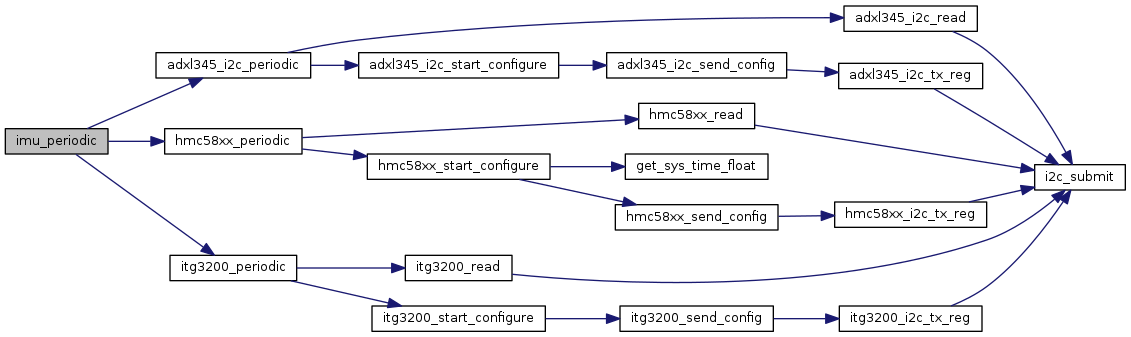 imu_periodic
adxl345_i2c_periodic
hmc58xx_periodic
itg3200_periodic
adxl345_i2c_start_configure
hmc58xx_start_configure
itg3200_read
itg3200_start_configure
adxl345_i2c_send_config
hmc58xx_read
get_sys_time_float
hmc58xx_send_config
itg3200_send_config
adxl345_i2c_read
adxl345_i2c_tx_reg
hmc58xx_i2c_tx_reg
itg3200_i2c_tx_reg
i2c_submit